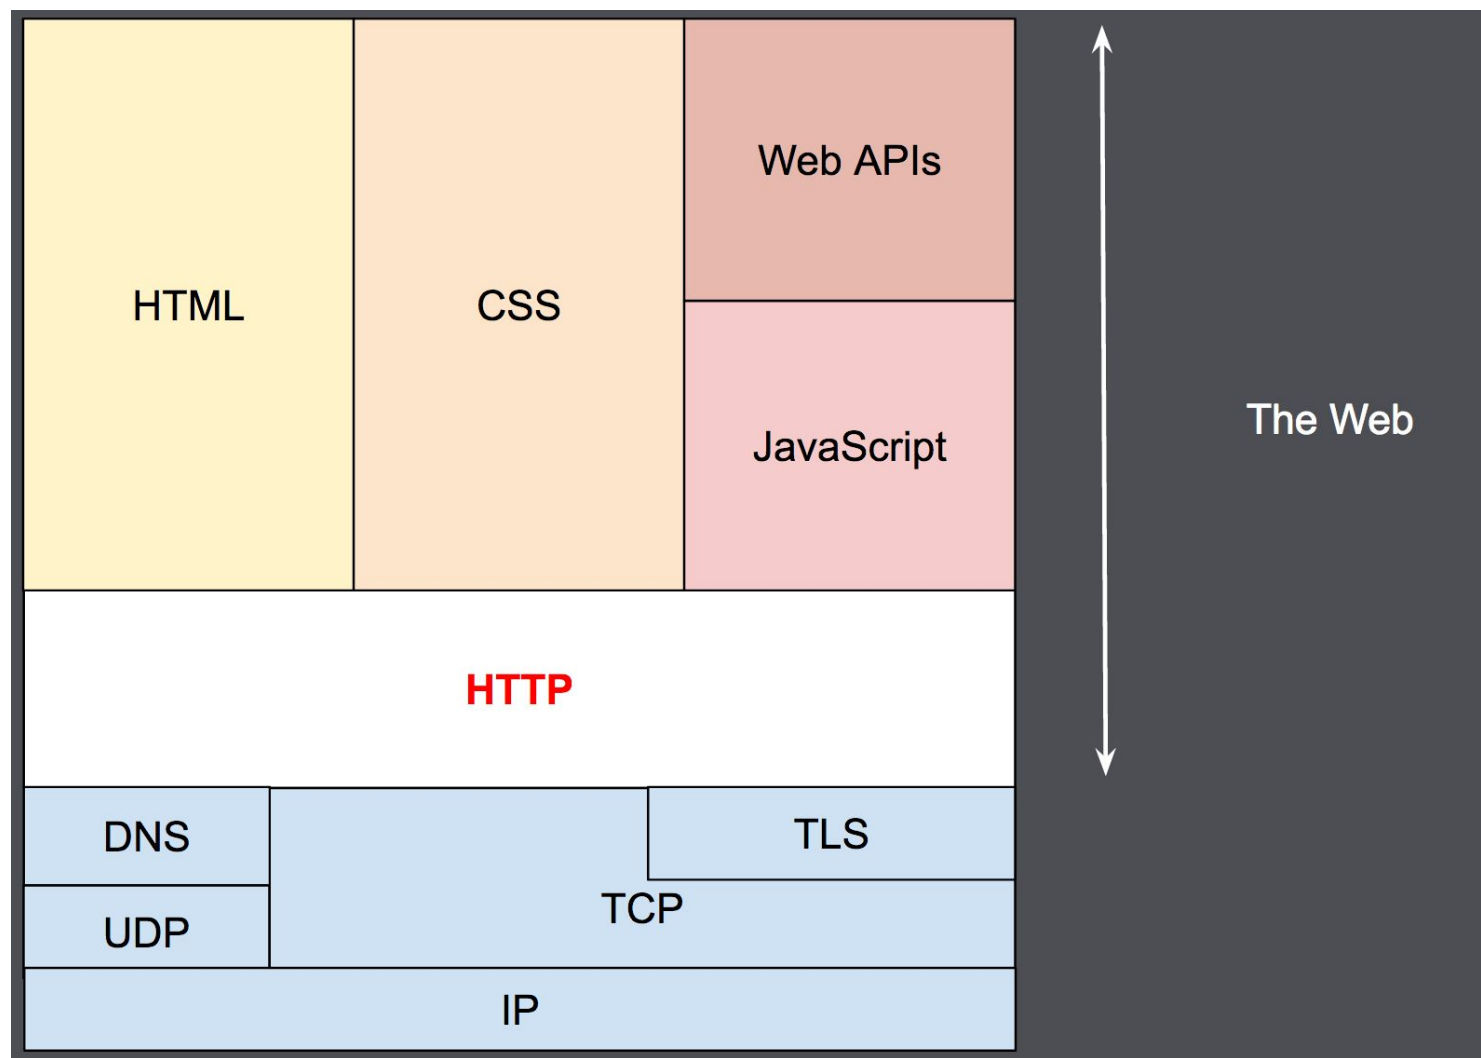 HTML
CSS
Web APIs
JavaScript
The Web
HTTP
DNS
TLS
UDP
TCP
IP